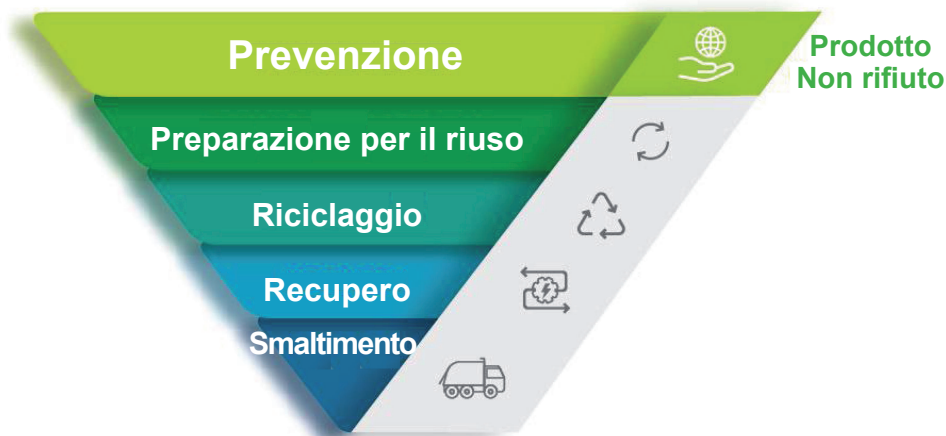 Prevenzione
Prodotto
Non rifiuto
Preparazione per il riuso
Riciclaggio
Recupero
Smaltimento